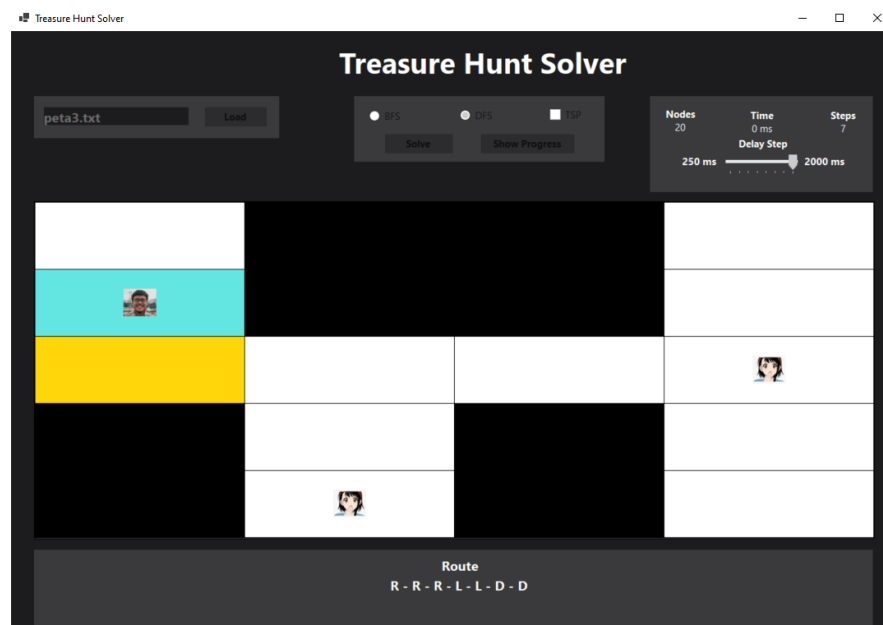 Treasure Hunt Solver
Treasure Hunt Solver
peta3.txt Load
BFS DFS TSP
Solve Show Progress
Nodes Time Steps
20 0 ms 7
Delay Step
250 ms 2000 ms
Route
R - R - R - L - L - D - D